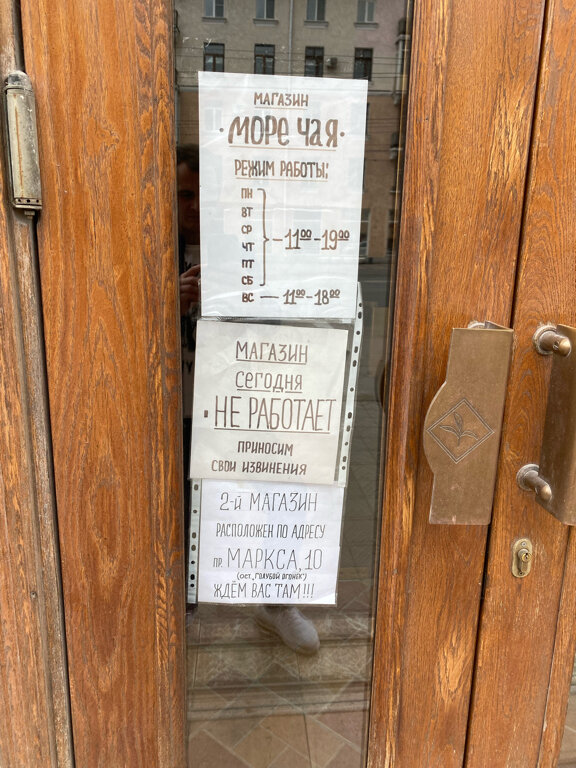 МАГАЗИН
·МОРЕ ЧАЯ·
РЕЖИМ РАБОТЫ:
ПН
ВТ
СР
ЧТ
ПТ
СБ
-11⁰⁰-19⁰⁰
ВС — 11⁰⁰-18⁰⁰
МАГАЗИН
сегодня
·НЕ РАБОТАЕТ
ПРИНОСИМ
СВОИ ИЗВИНЕНИЯ
2-й МАГАЗИН
РАСПОЛОЖЕН ПО АДРЕСУ
пр. МАРКСА, 10
(ост. "ГОЛУБОЙ ОГОНЕК")
ЖДЁМ ВАС ТАМ!!!